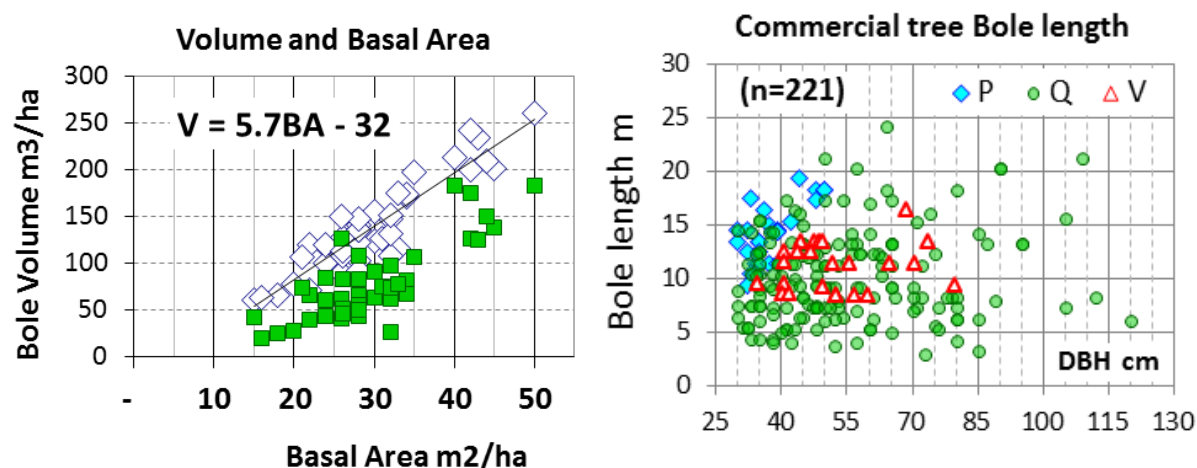 Volume and Basal Area
V = 5.7BA - 32
Bole Volume m3/ha
300
250
200
150
100
50
0
- 10 20 30 40 50
Basal Area m2/ha
Commercial tree Bole length
(n=221)
P Q V
Bole length m
30
25
20
15
10
5
0
DBH cm
25 40 55 70 85 100 115 130